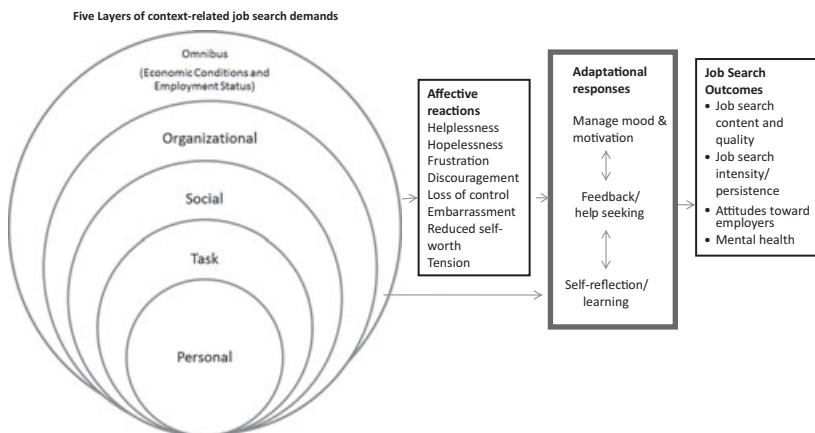 Five Layers of context-related job search demands
Omnibus
(Economic Conditions and
Employment Status)
Organizational
Social
Task
Personal
Affective
reactions
Helplessness
Hopelessness
Frustration
Discouragement
Loss of control
Embarrassment
Reduced self-
worth
Tension
Adaptational
responses
Manage mood &
motivation
Feedback/
help seeking
Self-reflection/
learning
Job Search
Outcomes
• Job search
content and
quality
• Job search
intensity/
persistence
• Attitudes toward
employers
• Mental health